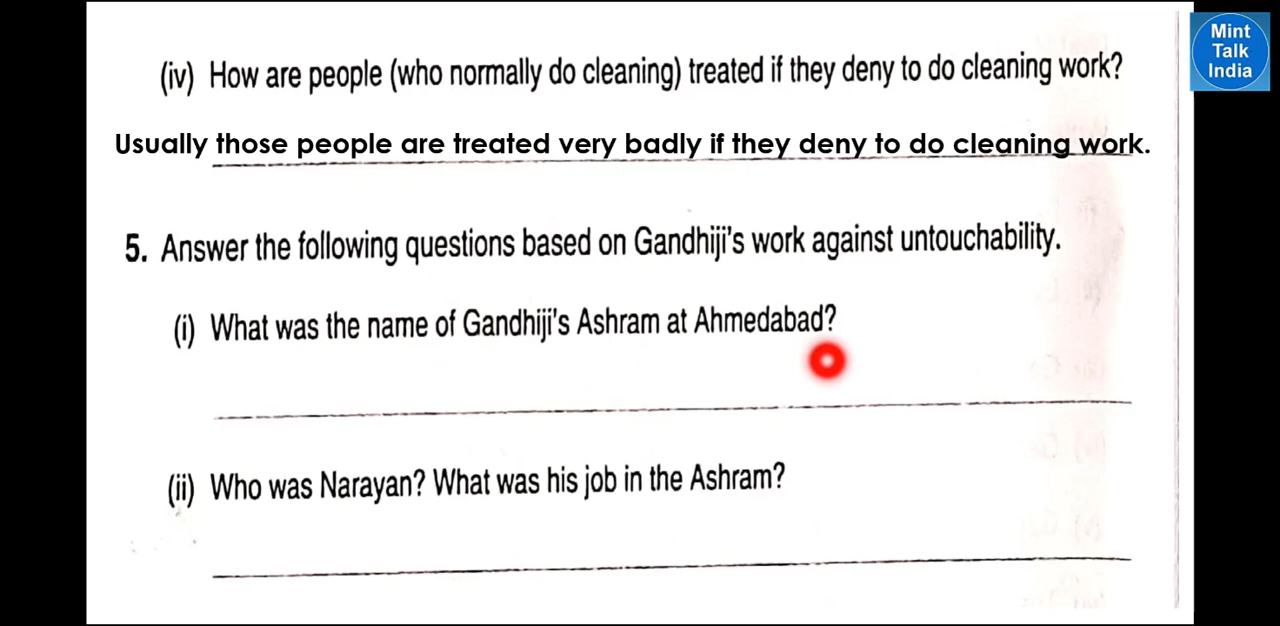 Mint
Talk
India
(iv) How are people (who normally do cleaning) treated if they deny to do cleaning work?
Usually those people are treated very badly if they deny to do cleaning work.
5. Answer the following questions based on Gandhiji's work against untouchability.
(i) What was the name of Gandhiji's Ashram at Ahmedabad?
(ii) Who was Narayan? What was his job in the Ashram?